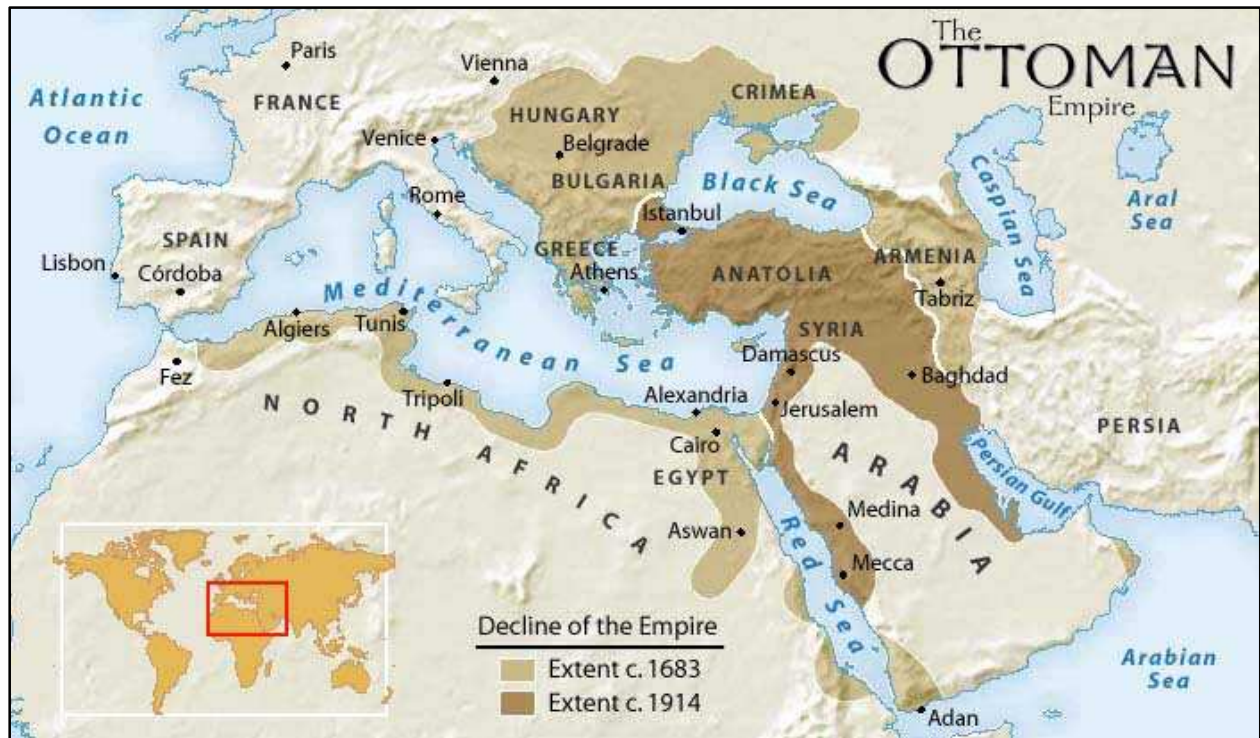 The
OTTOMAN
Empire
Paris
Vienna
Atlantic
Ocean
FRANCE
HUNGARY
CRIMEA
Venice
Belgrade
BULGARIA
Black Sea
Caspian Sea
Aral
Sea
Rome
Istanbul
SPAIN
GREECE
ARMENIA
Lisbon
Córdoba
Athens
ANATOLIA
Tabriz
Mediterranean Sea
Algiers
Tunis
SYRIA
Damascus
Fez
Tripoli
Alexandria
Jerusalem
Baghdad
NORTH AFRICA
Cairo
PERSIA
ARABIA
Persian Gulf
EGYPT
Aswan
Medina
Red Sea
Mecca
Decline of the Empire
Extent c. 1683
Extent c. 1914
Arabian
Sea
Adan